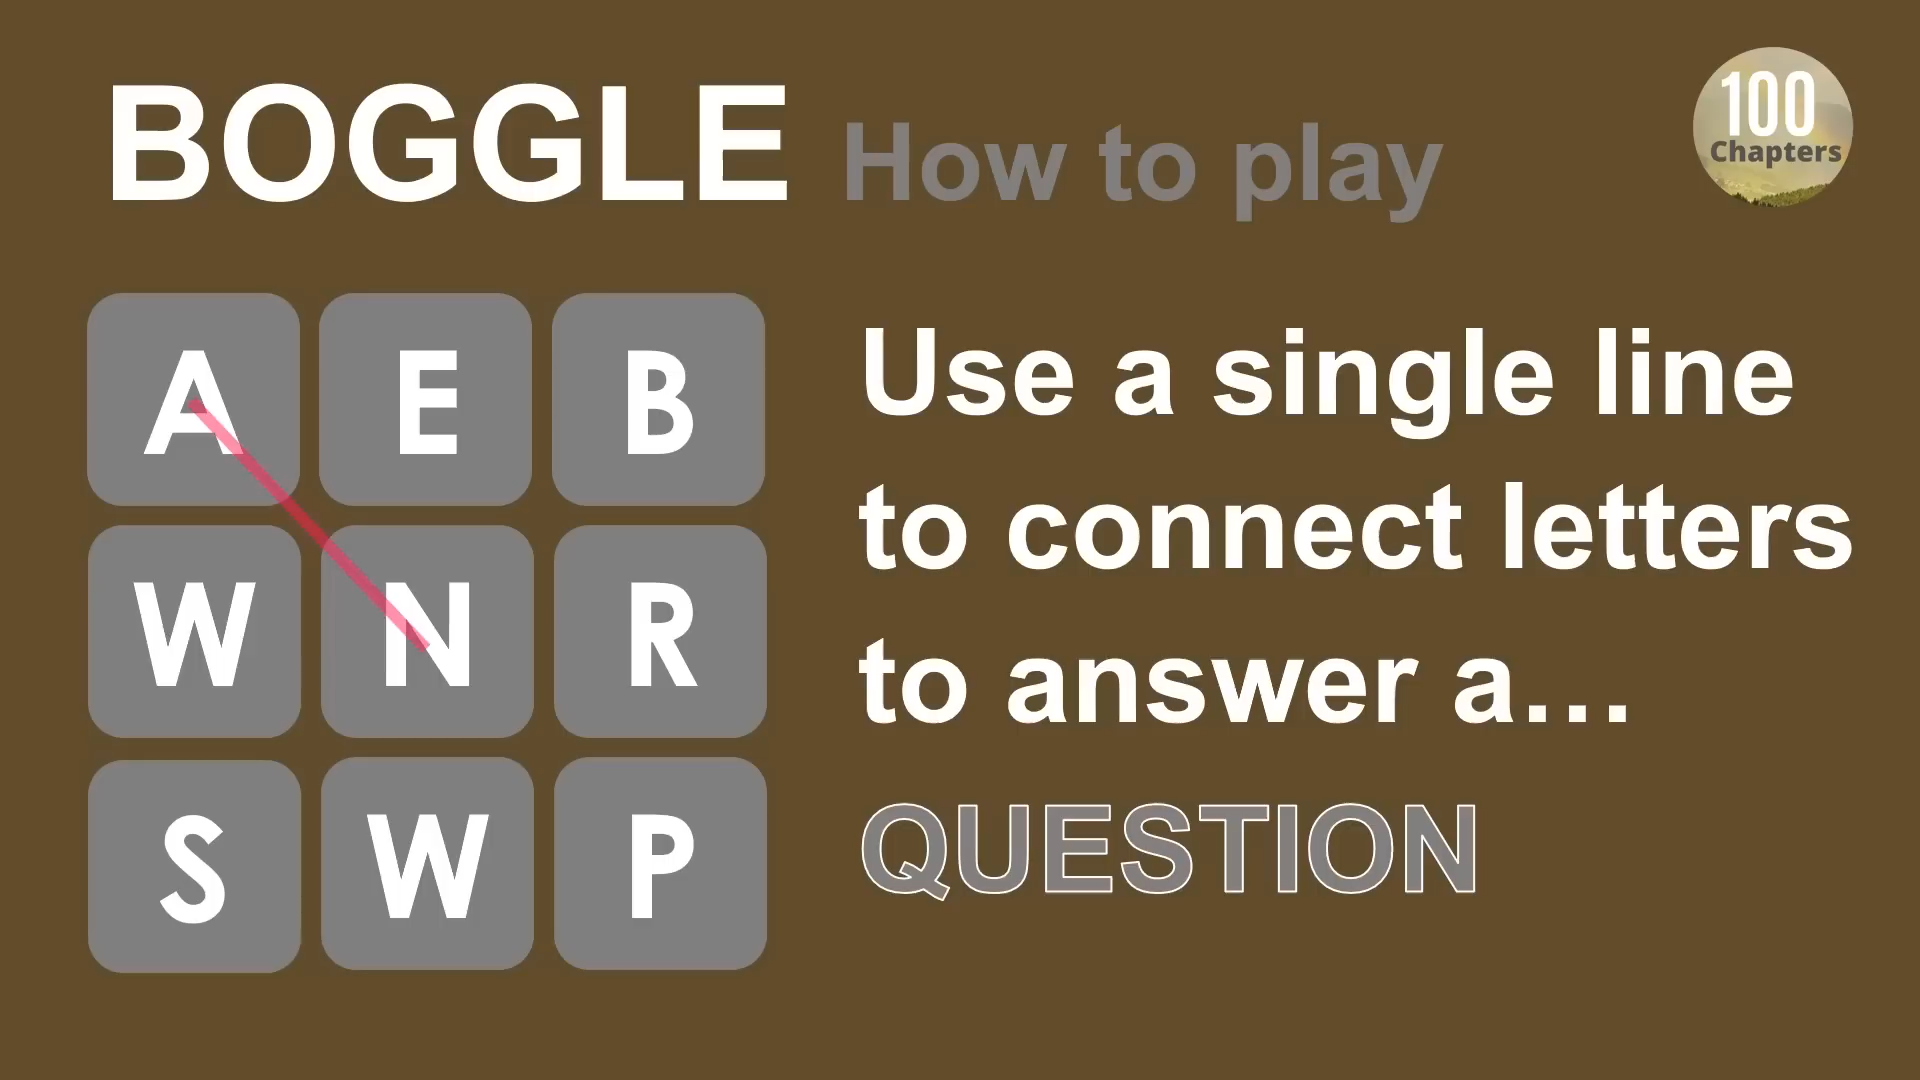 BOGGLE How to play
100
Chapters
A E B
W N R
S W P
Use a single line
to connect letters
to answer a...
QUESTION